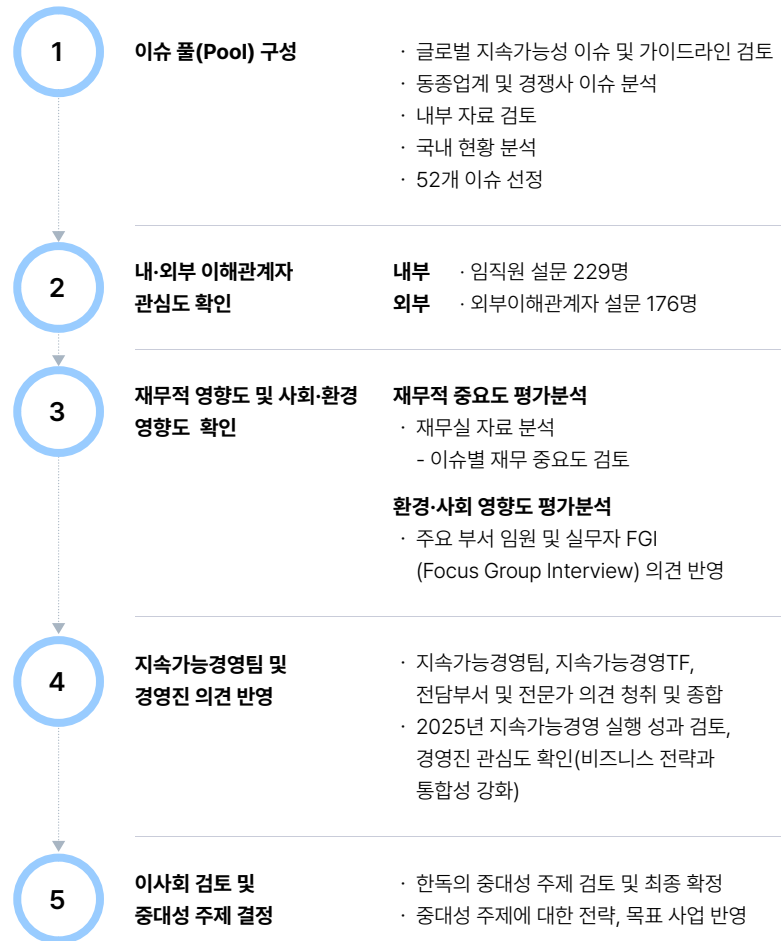 1
이슈 풀(Pool) 구성
· 글로벌 지속가능성 이슈 및 가이드라인 검토
· 동종업계 및 경쟁사 이슈 분석
· 내부 자료 검토
· 국내 현황 분석
· 52개 이슈 선정
2
내·외부 이해관계자
관심도 확인
내부 · 임직원 설문 229명
외부 · 외부이해관계자 설문 176명
3
재무적 영향도 및 사회·환경
영향도 확인
재무적 중요도 평가분석
· 재무실 자료 분석
- 이슈별 재무 중요도 검토
환경·사회 영향도 평가분석
· 주요 부서 임원 및 실무자 FGI
(Focus Group Interview) 의견 반영
4
지속가능경영팀 및
경영진 의견 반영
· 지속가능경영팀, 지속가능경영TF,
전담부서 및 전문가 의견 청취 및 종합
· 2025년 지속가능경영 실행 성과 검토,
경영진 관심도 확인(비즈니스 전략과
통합성 강화)
5
이사회 검토 및
중대성 주제 결정
· 한독의 중대성 주제 검토 및 최종 확정
· 중대성 주제에 대한 전략, 목표 사업 반영